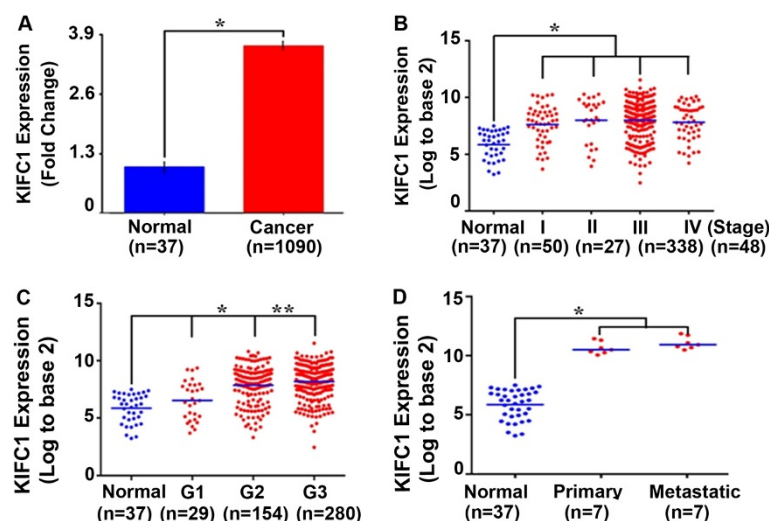 A
KIFC1 Expression
(Fold Change)
3.9
2.6
1.3
0
*
Normal
(n=37)
Cancer
(n=1090)
B
KIFC1 Expression
(Log to base 2)
15
10
5
0
*
Normal I II III IV (Stage)
(n=37) (n=50) (n=27) (n=338) (n=48)
C
KIFC1 Expression
(Log to base 2)
15
10
5
0
* **
Normal G1 G2 G3
(n=37) (n=29) (n=154) (n=280)
D
KIFC1 Expression
(Log to base 2)
15
10
5
0
*
Normal Primary Metastatic
(n=37) (n=7) (n=7)